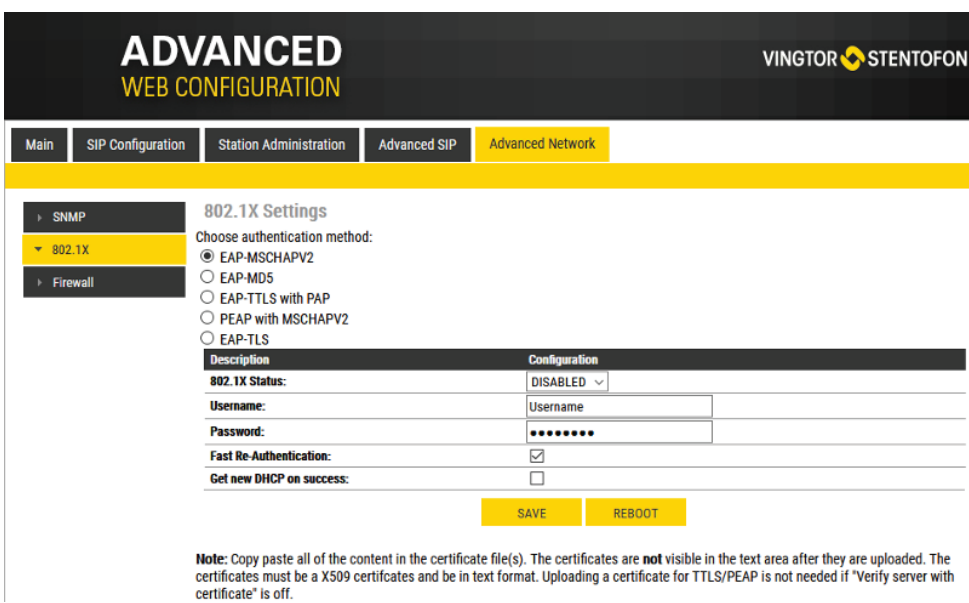 ADVANCED
WEB CONFIGURATION
VINGTOR STENTOFON
Main SIP Configuration Station Administration Advanced SIP Advanced Network
SNMP
802.1X
Firewall
802.1X Settings
Choose authentication method:
EAP-MSCHAPV2
EAP-MD5
EAP-TTLS with PAP
PEAP with MSCHAPV2
EAP-TLS
Description Configuration
802.1X Status: DISABLED
Username: Username
Password: ••••••••
Fast Re-Authentication:
Get new DHCP on success:
SAVE REBOOT
Note: Copy paste all of the content in the certificate file(s). The certificates are not visible in the text area after they are uploaded. The
certificates must be a X509 certifcates and be in text format. Uploading a certificate for TTLS/PEAP is not needed if "Verify server with
certificate" is off.